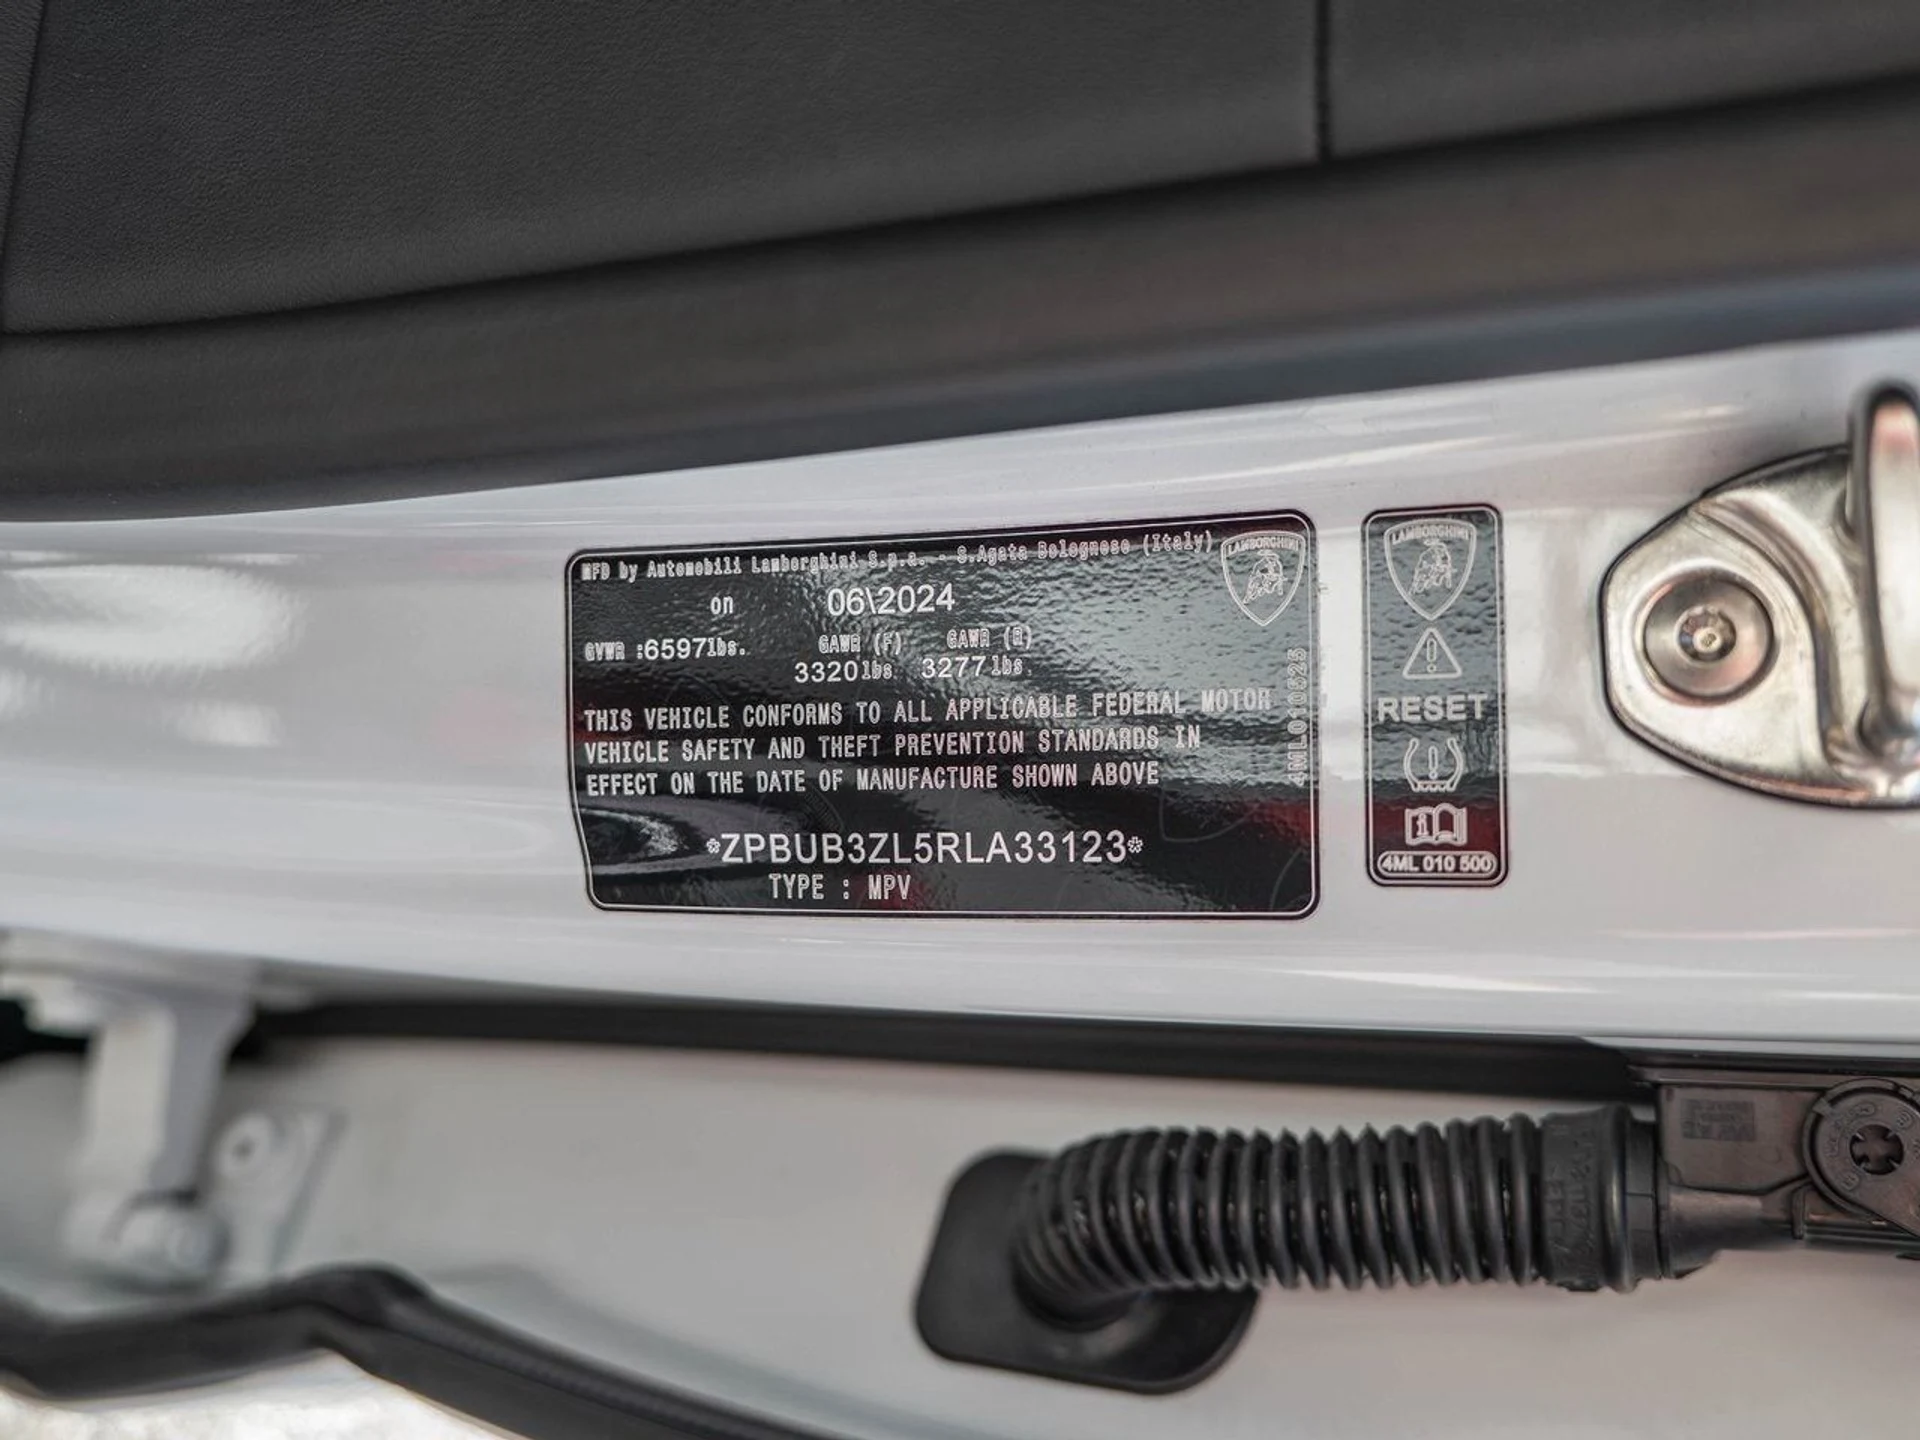 MFD by Automobili Lamborghini S.p.a. - S.Agata Bolognese (Italy)
on 06\2024
GVWR :6597lbs. GAWR (F) GAWR (R)
3320lbs. 3277lbs.
THIS VEHICLE CONFORMS TO ALL APPLICABLE FEDERAL MOTOR
VEHICLE SAFETY AND THEFT PREVENTION STANDARDS IN
EFFECT ON THE DATE OF MANUFACTURE SHOWN ABOVE
*ZPBUB3ZL5RLA33123*
TYPE : MPV
LAMBORGHINI
4ML010525
LAMBORGHINI
RESET
4ML 010 500